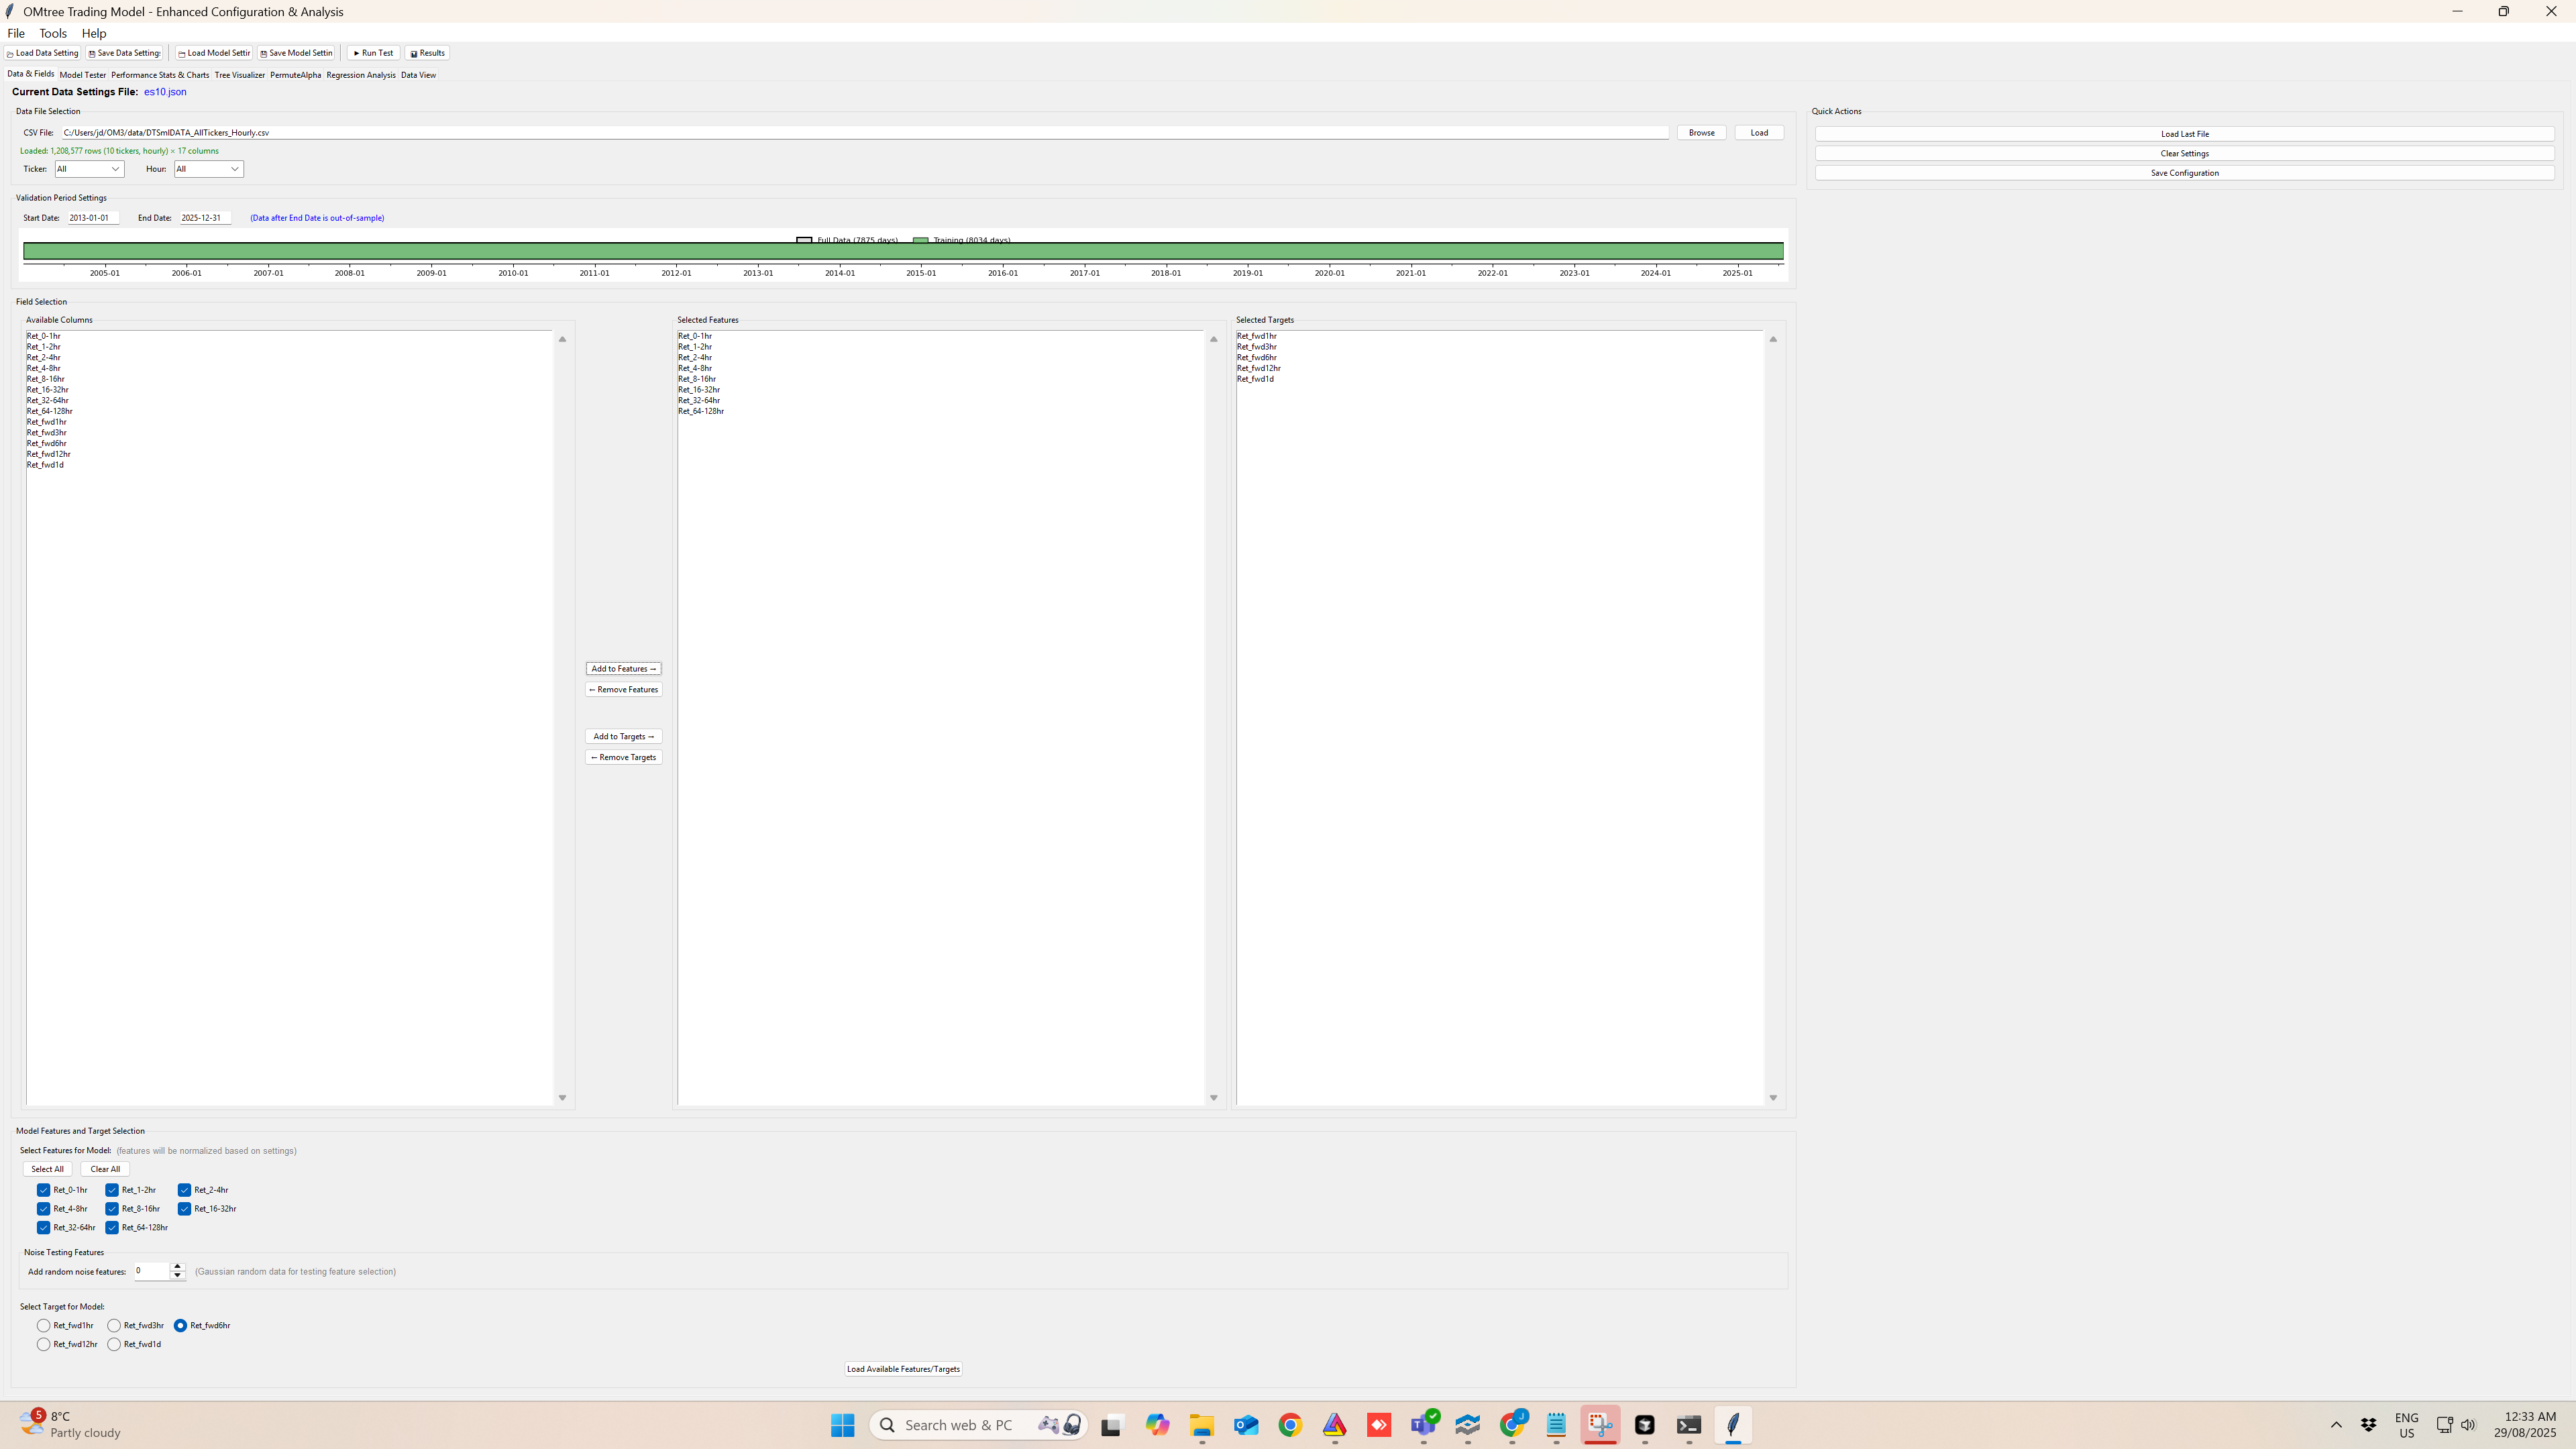 OMtree Trading Model - Enhanced Configuration & Analysis
File Tools Help
Load Data Setting Save Data Setting: Load Model Settir Save Model Settin Run Test Results
Data & Fields Model Tester Performance Stats & Charts Tree Visualizer PermuteAlpha Regression Analysis Data View
Current Data Settings File: es10.json
Data File Selection
CSV File: C:/Users/jd/OM3/data/DTSmlDATA_AllTickers_Hourly.csv Browse Load
Loaded: 1,208,577 rows (10 tickers, hourly) × 17 columns
Ticker: All Hour: All
Quick Actions
Load Last File
Clear Settings
Save Configuration
Validation Period Settings
Start Date: 2013-01-01 End Date: 2025-12-31 (Data after End Date is out-of-sample)
Full Data (7875 days) Training (8034 days)
2005-01 2006-01 2007-01 2008-01 2009-01 2010-01 2011-01 2012-01 2013-01 2014-01 2015-01 2016-01 2017-01 2018-01 2019-01 2020-01 2021-01 2022-01 2023-01 2024-01 2025-01
Field Selection
Available Columns
Ret_0-1hr
Ret_1-2hr
Ret_2-4hr
Ret_4-8hr
Ret_8-16hr
Ret_16-32hr
Ret_32-64hr
Ret_64-128hr
Ret_fwd1hr
Ret_fwd3hr
Ret_fwd6hr
Ret_fwd12hr
Ret_fwd1d
Add to Features →
← Remove Features
Add to Targets →
← Remove Targets
Selected Features
Ret_0-1hr
Ret_1-2hr
Ret_2-4hr
Ret_4-8hr
Ret_8-16hr
Ret_16-32hr
Ret_32-64hr
Ret_64-128hr
Selected Targets
Ret_fwd1hr
Ret_fwd3hr
Ret_fwd6hr
Ret_fwd12hr
Ret_fwd1d
Model Features and Target Selection
Select Features for Model: (features will be normalized based on settings)
Select All Clear All
Ret_0-1hr Ret_1-2hr Ret_2-4hr
Ret_4-8hr Ret_8-16hr Ret_16-32hr
Ret_32-64hr Ret_64-128hr
Noise Testing Features
Add random noise features: 0 (Gaussian random data for testing feature selection)
Select Target for Model:
Ret_fwd1hr Ret_fwd3hr Ret_fwd6hr
Ret_fwd12hr Ret_fwd1d
Load Available Features/Targets
5 8°C
Partly cloudy
Search web & PC
J
ENG
US
12:33 AM
29/08/2025